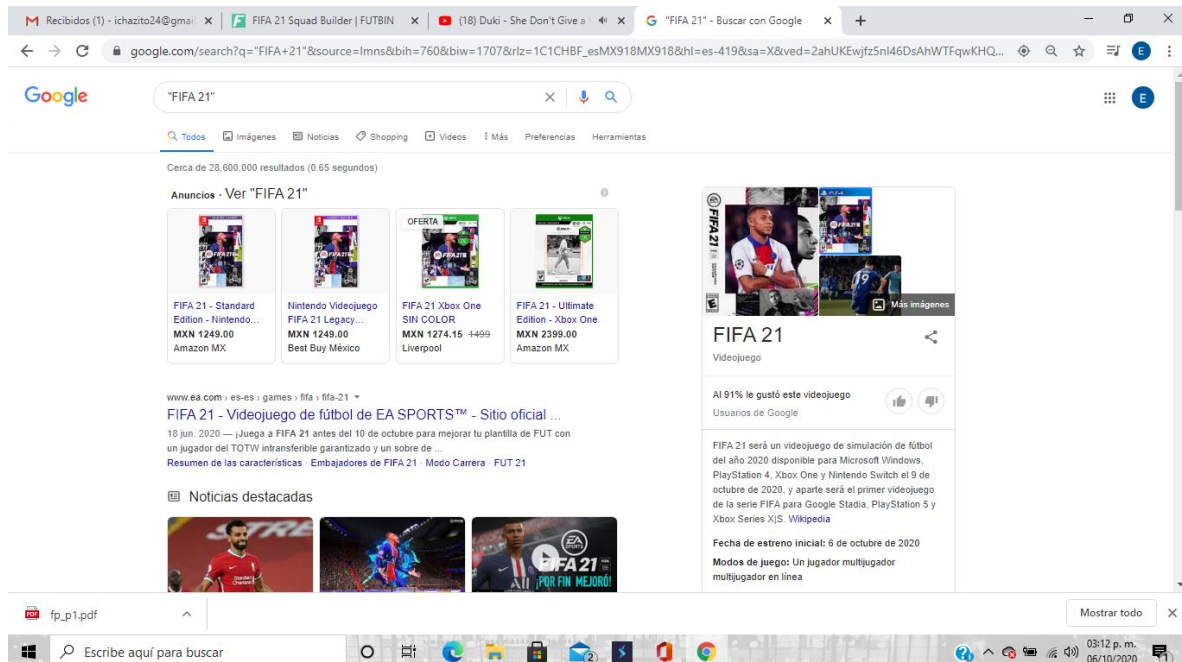 Recibidos (1) - ichazito24@gmai
FIFA 21 Squad Builder | FUTBIN
(18) Duki - She Don't Give a
"FIFA 21" - Buscar con Google
google.com/search?q="FIFA+21"&source=lmns&bih=760&biw=1707&rlz=1C1CHBF_esMX918MX918&hl=es-419&sa=X&ved=2ahUKEwjfz5nl46DsAhWTFqwKHQ...
E
Google
"FIFA 21"
E
Todos Imágenes Noticias Shopping Videos Más Preferencias Herramientas
Cerca de 28,600,000 resultados (0.65 segundos)
Anuncios · Ver "FIFA 21"
OFERTA
FIFA 21 - Standard
Edition - Nintendo...
MXN 1249.00
Amazon MX
Nintendo Videojuego
FIFA 21 Legacy...
MXN 1249.00
Best Buy México
FIFA 21 Xbox One
SIN COLOR
MXN 1274.15 1499
Liverpool
FIFA 21 - Ultimate
Edition - Xbox One
MXN 2399.00
Amazon MX
www.ea.com › es-es › games › fifa › fifa-21
FIFA 21 - Videojuego de fútbol de EA SPORTS™ - Sitio oficial ...
18 jun. 2020 — ¡Juega a FIFA 21 antes del 10 de octubre para mejorar tu plantilla de FUT con
un jugador del TOTW intransferible garantizado y un sobre de ...
Resumen de las características · Embajadores de FIFA 21 · Modo Carrera · FUT 21
Noticias destacadas
STRE
Standard
Chartered
EA
SPORTS
FIFA 21
¡POR FIN MEJORÓ!
FIFA 21
Más imágenes
FIFA 21
Videojuego
Al 91% le gustó este videojuego
Usuarios de Google
FIFA 21 será un videojuego de simulación de fútbol
del año 2020 disponible para Microsoft Windows,
PlayStation 4, Xbox One y Nintendo Switch el 9 de
octubre de 2020, y aparte será el primer videojuego
de la serie FIFA para Google Stadia, PlayStation 5 y
Xbox Series X|S. Wikipedia
Fecha de estreno inicial: 6 de octubre de 2020
Modos de juego: Un jugador multijugador
multijugador en línea
fp_p1.pdf
Mostrar todo
Escribe aquí para buscar
2
03:12 p. m.
06/10/2020
1